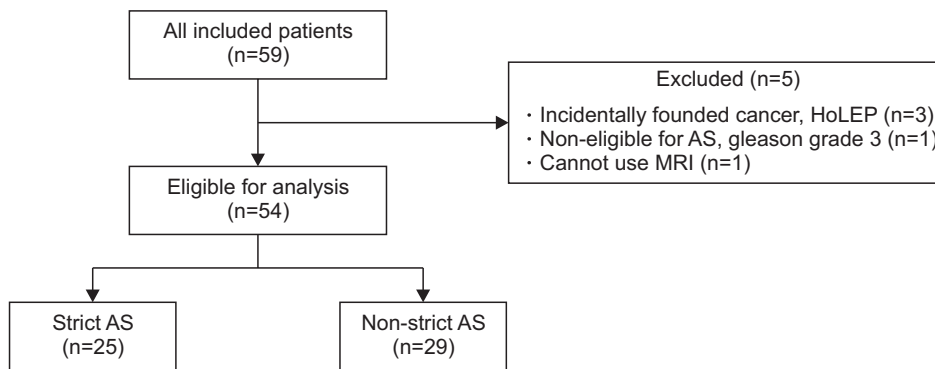 All included patients
(n=59)
Excluded (n=5)
· Incidentally founded cancer, HoLEP (n=3)
· Non-eligible for AS, gleason grade 3 (n=1)
· Cannot use MRI (n=1)
Eligible for analysis
(n=54)
Strict AS
(n=25)
Non-strict AS
(n=29)